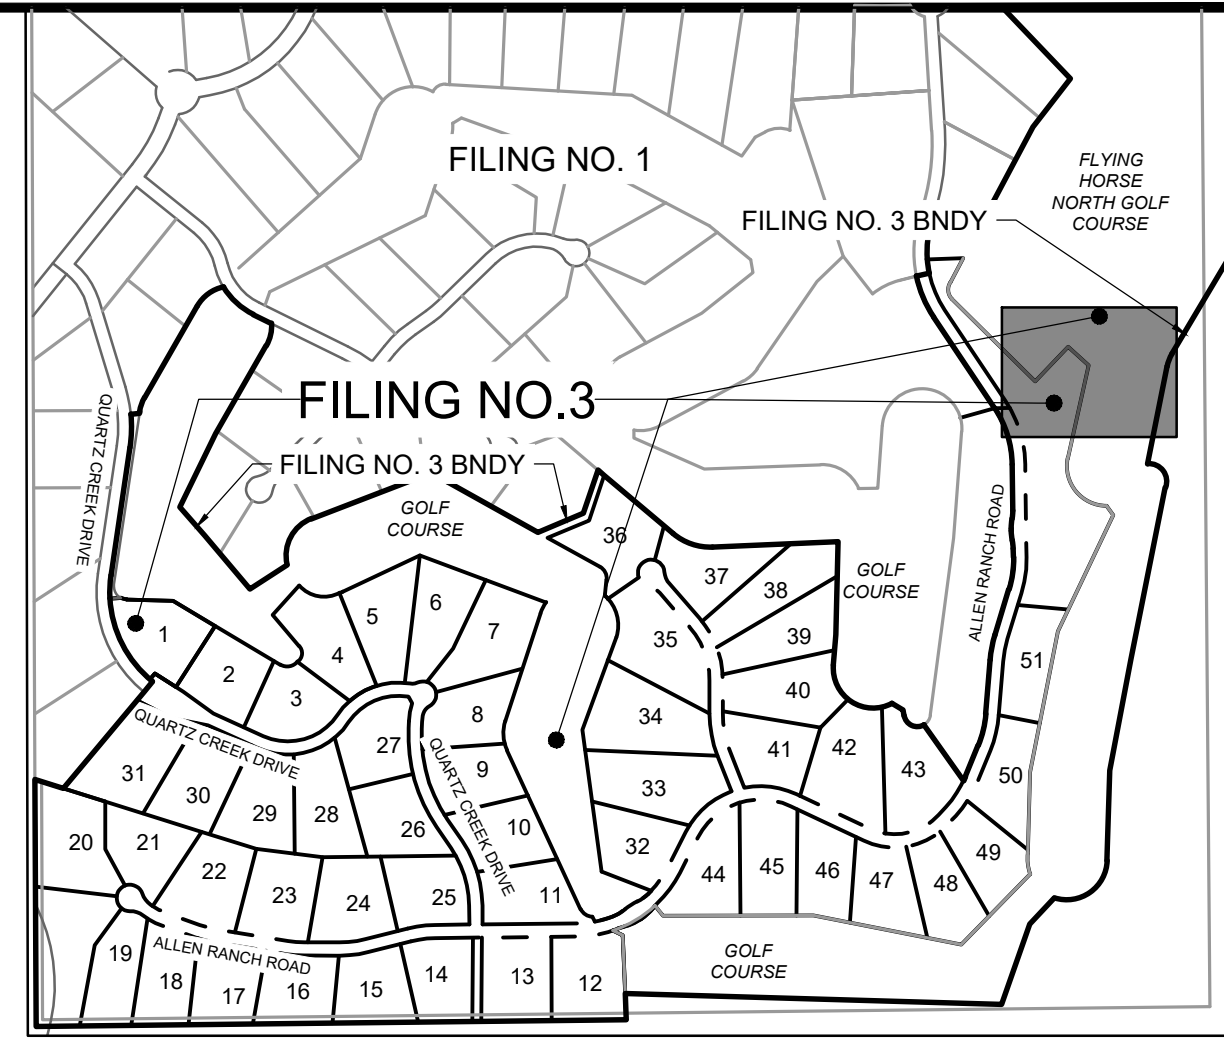 FILING NO. 1
FLYING
HORSE
NORTH GOLF
COURSE
FILING NO. 3 BNDY
FILING NO.3
QUARTZ CREEK DRIVE
FILING NO. 3 BNDY
GOLF
COURSE
36
37
38
39
40
GOLF
COURSE
ALLEN RANCH ROAD
1
2
3
4
5
6
7
8
9
10
11
35
34
33
32
41
42
43
51
50
49
48
47
46
45
44
QUARTZ CREEK DRIVE
QUARTZ CREEK DRIVE
31
30
29
28
27
26
20
21
22
23
24
25
19
18
17
16
15
14
13
12
ALLEN RANCH ROAD
GOLF
COURSE